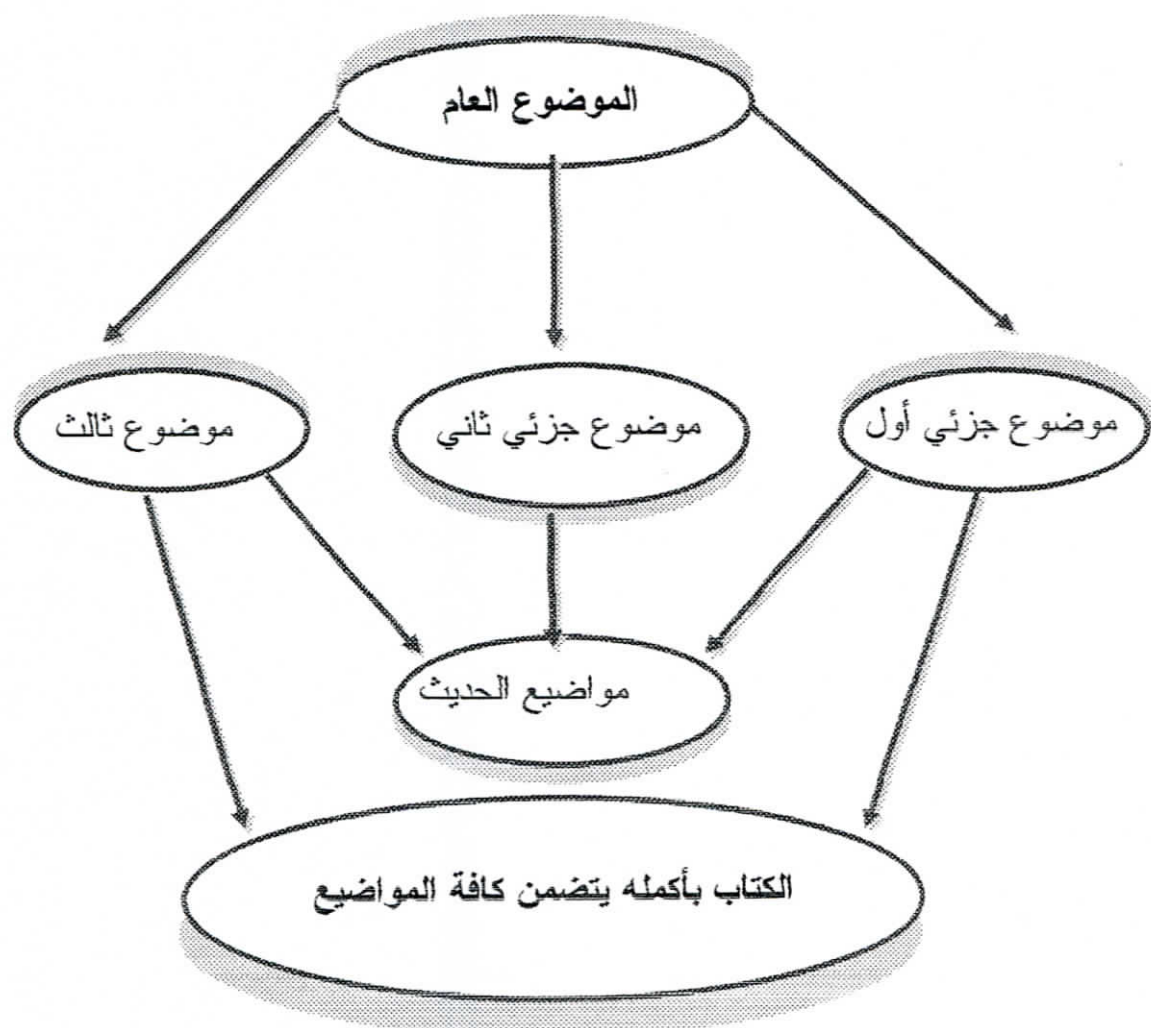 الموضوع العام
موضوع جزئي أول
موضوع جزئي ثاني
موضوع ثالث
مواضيع الحديث
الكتاب بأكمله يتضمن كافة المواضيع